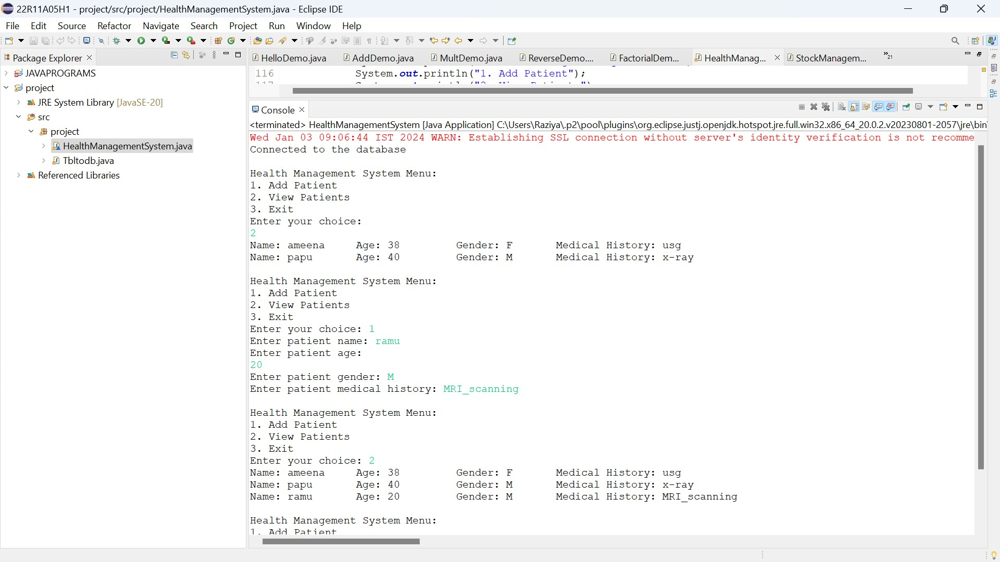 22R11A05H1 - project/src/project/HealthManagementSystem.java - Eclipse IDE
File Edit Source Refactor Navigate Search Project Run Window Help
Package Explorer
JAVAPROGRAMS
project
JRE System Library [JavaSE-20]
src
project
HealthManagementSystem.java
Tbltodb.java
Referenced Libraries
HelloDemo.java AddDemo.java MultDemo.java ReverseDemo.... FactorialDem... HealthManag... StockManagem... »21
116 System.out.println("1. Add Patient");
Console
<terminated> HealthManagementSystem [Java Application] C:\Users\Raziya\.p2\pool\plugins\org.eclipse.justj.openjdk.hotspot.jre.full.win32.x86_64_20.0.2.v20230801-2057\jre\bin
Wed Jan 03 09:06:44 IST 2024 WARN: Establishing SSL connection without server's identity verification is not recomme
Connected to the database
Health Management System Menu:
1. Add Patient
2. View Patients
3. Exit
Enter your choice:
2
Name: ameena Age: 38 Gender: F Medical History: usg
Name: papu Age: 40 Gender: M Medical History: x-ray
Health Management System Menu:
1. Add Patient
2. View Patients
3. Exit
Enter your choice: 1
Enter patient name: ramu
Enter patient age:
20
Enter patient gender: M
Enter patient medical history: MRI_scanning
Health Management System Menu:
1. Add Patient
2. View Patients
3. Exit
Enter your choice: 2
Name: ameena Age: 38 Gender: F Medical History: usg
Name: papu Age: 40 Gender: M Medical History: x-ray
Name: ramu Age: 20 Gender: M Medical History: MRI_scanning
Health Management System Menu:
1. Add Patient